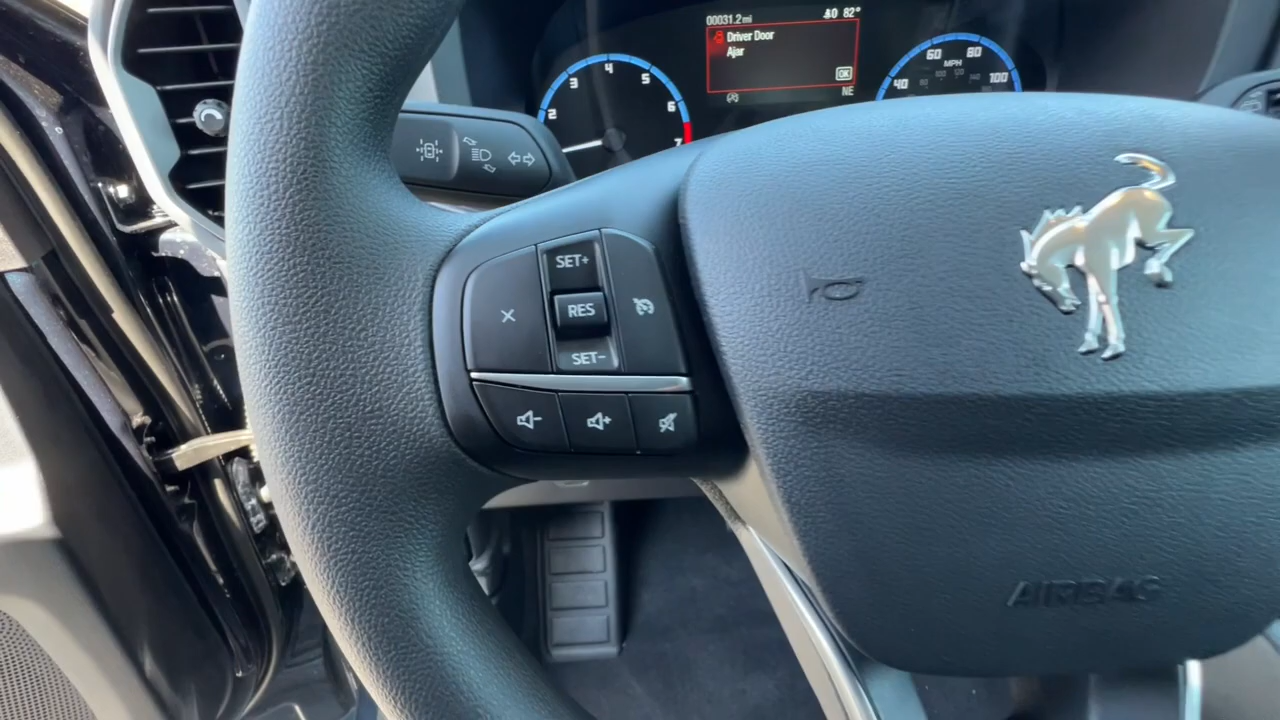 00031.2 mi
82°
Driver Door
Ajar
OK
NE
2
3
4
5
6
7
40
60
80
100
MPH
SET+
RES
SET-
AIRBAG